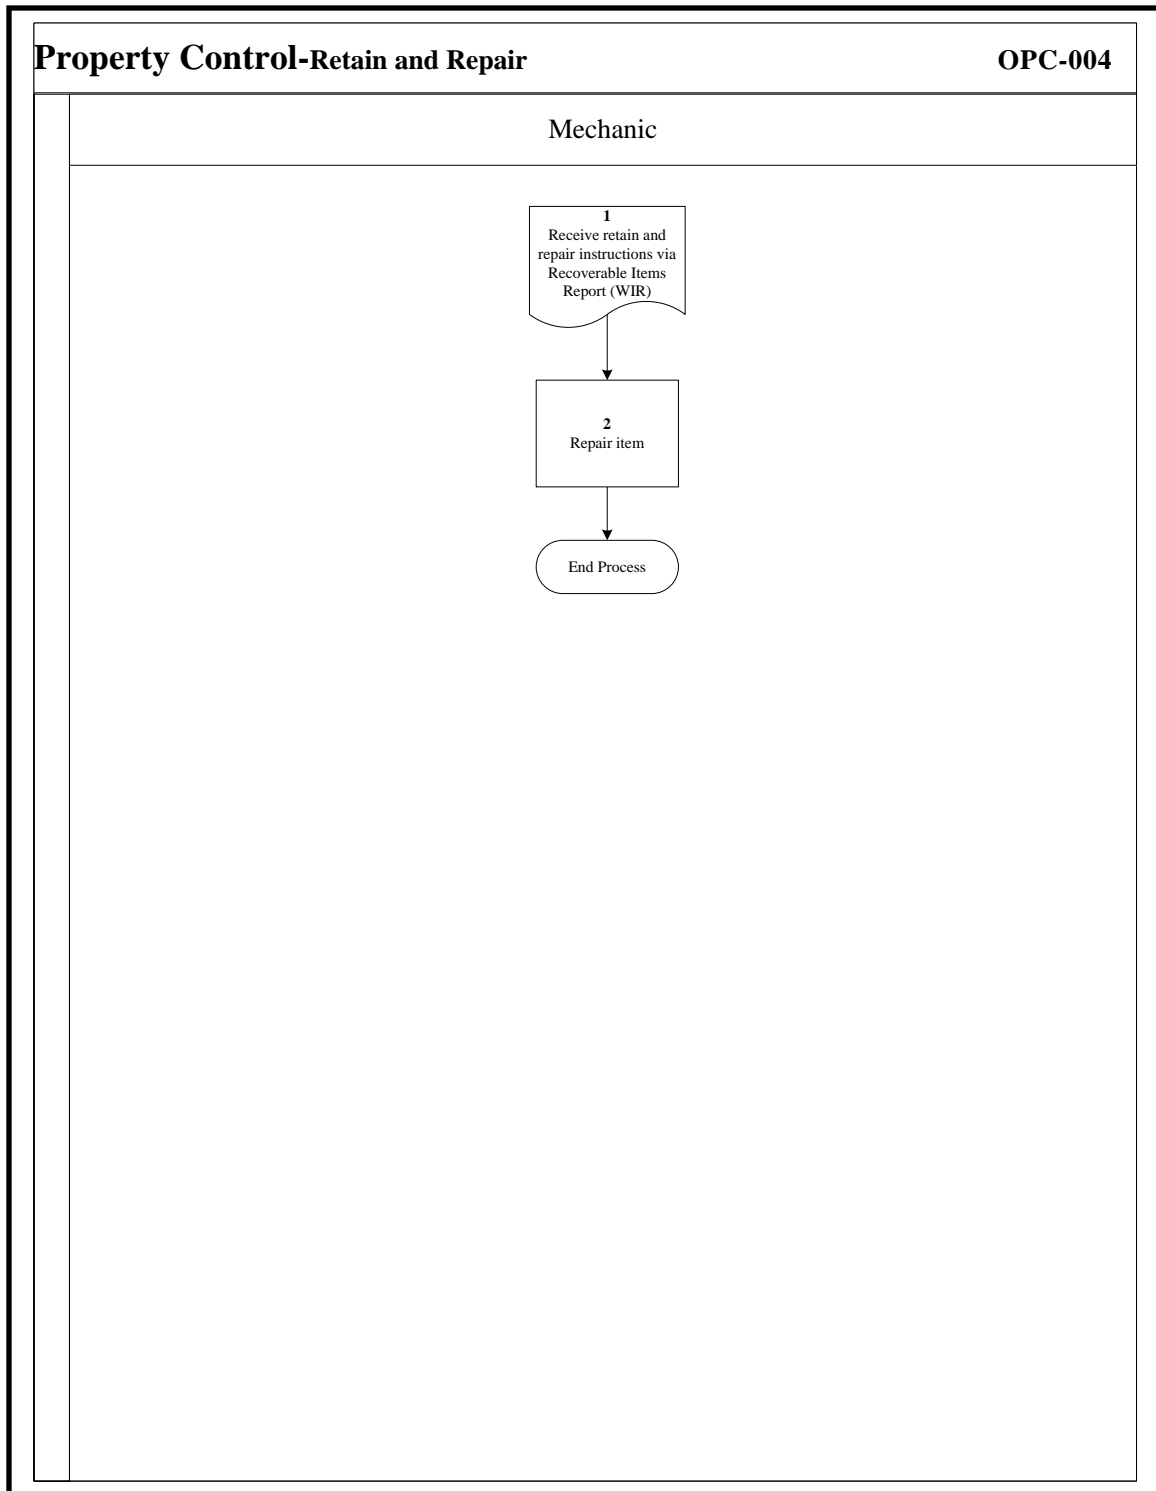 Property Control-Retain and Repair OPC-004
Mechanic
1
Receive retain and
repair instructions via
Recoverable Items
Report (WIR)
2
Repair item
End Process